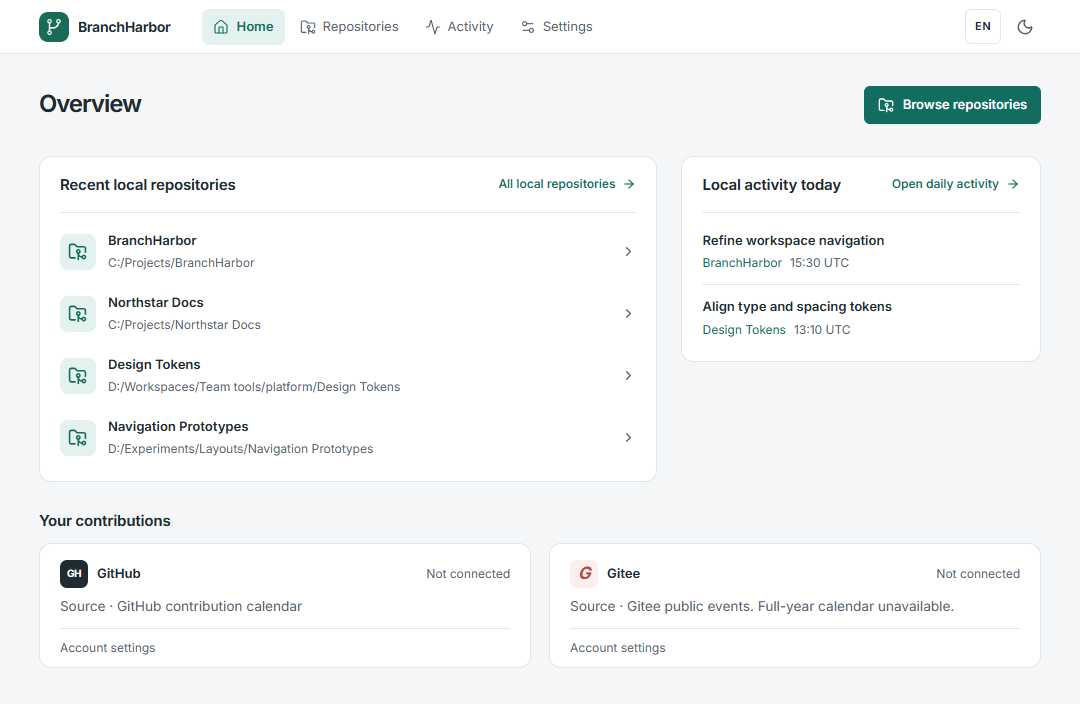 BranchHarbor
Home
Repositories
Activity
Settings
EN
Overview
Browse repositories
Recent local repositories
All local repositories
BranchHarbor
C:/Projects/BranchHarbor
Northstar Docs
C:/Projects/Northstar Docs
Design Tokens
D:/Workspaces/Team tools/platform/Design Tokens
Navigation Prototypes
D:/Experiments/Layouts/Navigation Prototypes
Local activity today
Open daily activity
Refine workspace navigation
BranchHarbor 15:30 UTC
Align type and spacing tokens
Design Tokens 13:10 UTC
Your contributions
GH GitHub
Not connected
Source · GitHub contribution calendar
Account settings
G Gitee
Not connected
Source · Gitee public events. Full-year calendar unavailable.
Account settings